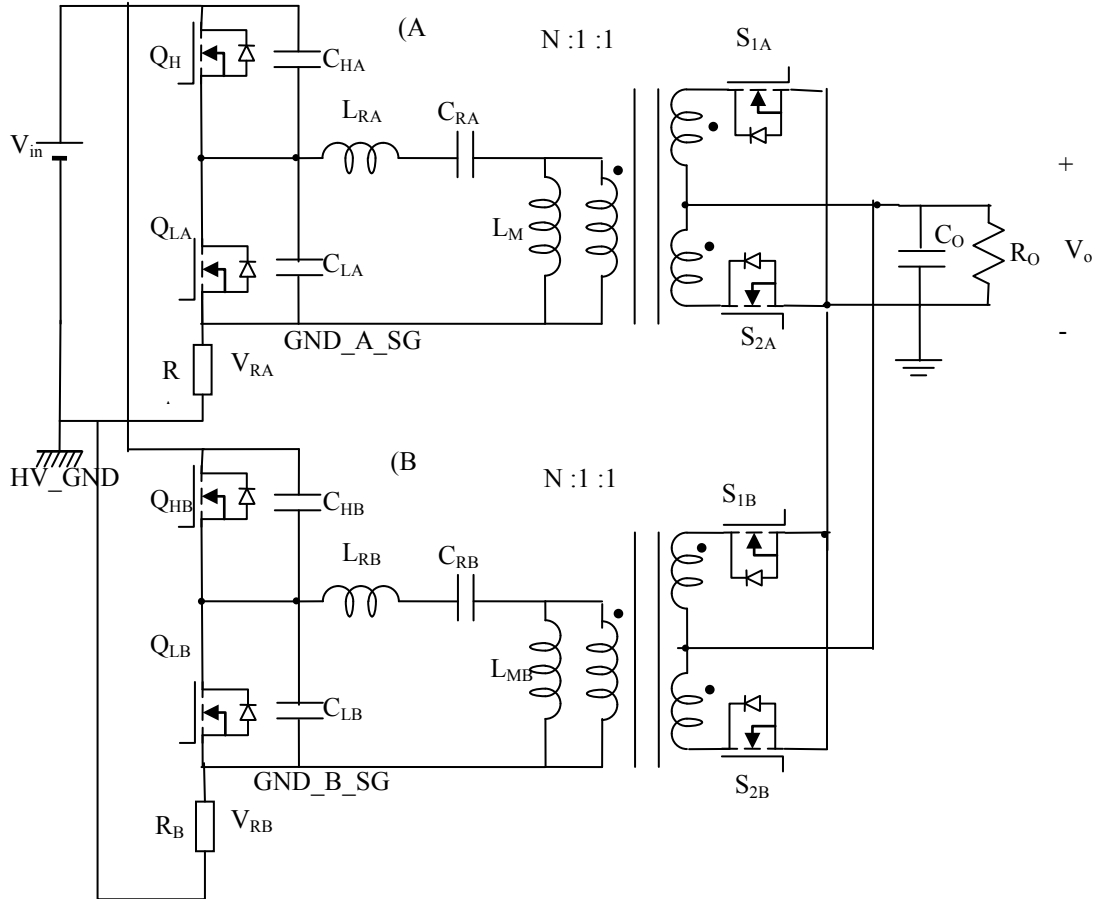 (A
N :1 :1
S1A
QH
CHA
LRA
CRA
Vin
+
QLA
LM
CO
RO
Vo
CLA
S2A
-
GND_A_SG
R
VRA
HV_GND
(B
N :1 :1
S1B
QHB
CHB
LRB
CRB
QLB
LMB
CLB
GND_B_SG
S2B
RB
VRB